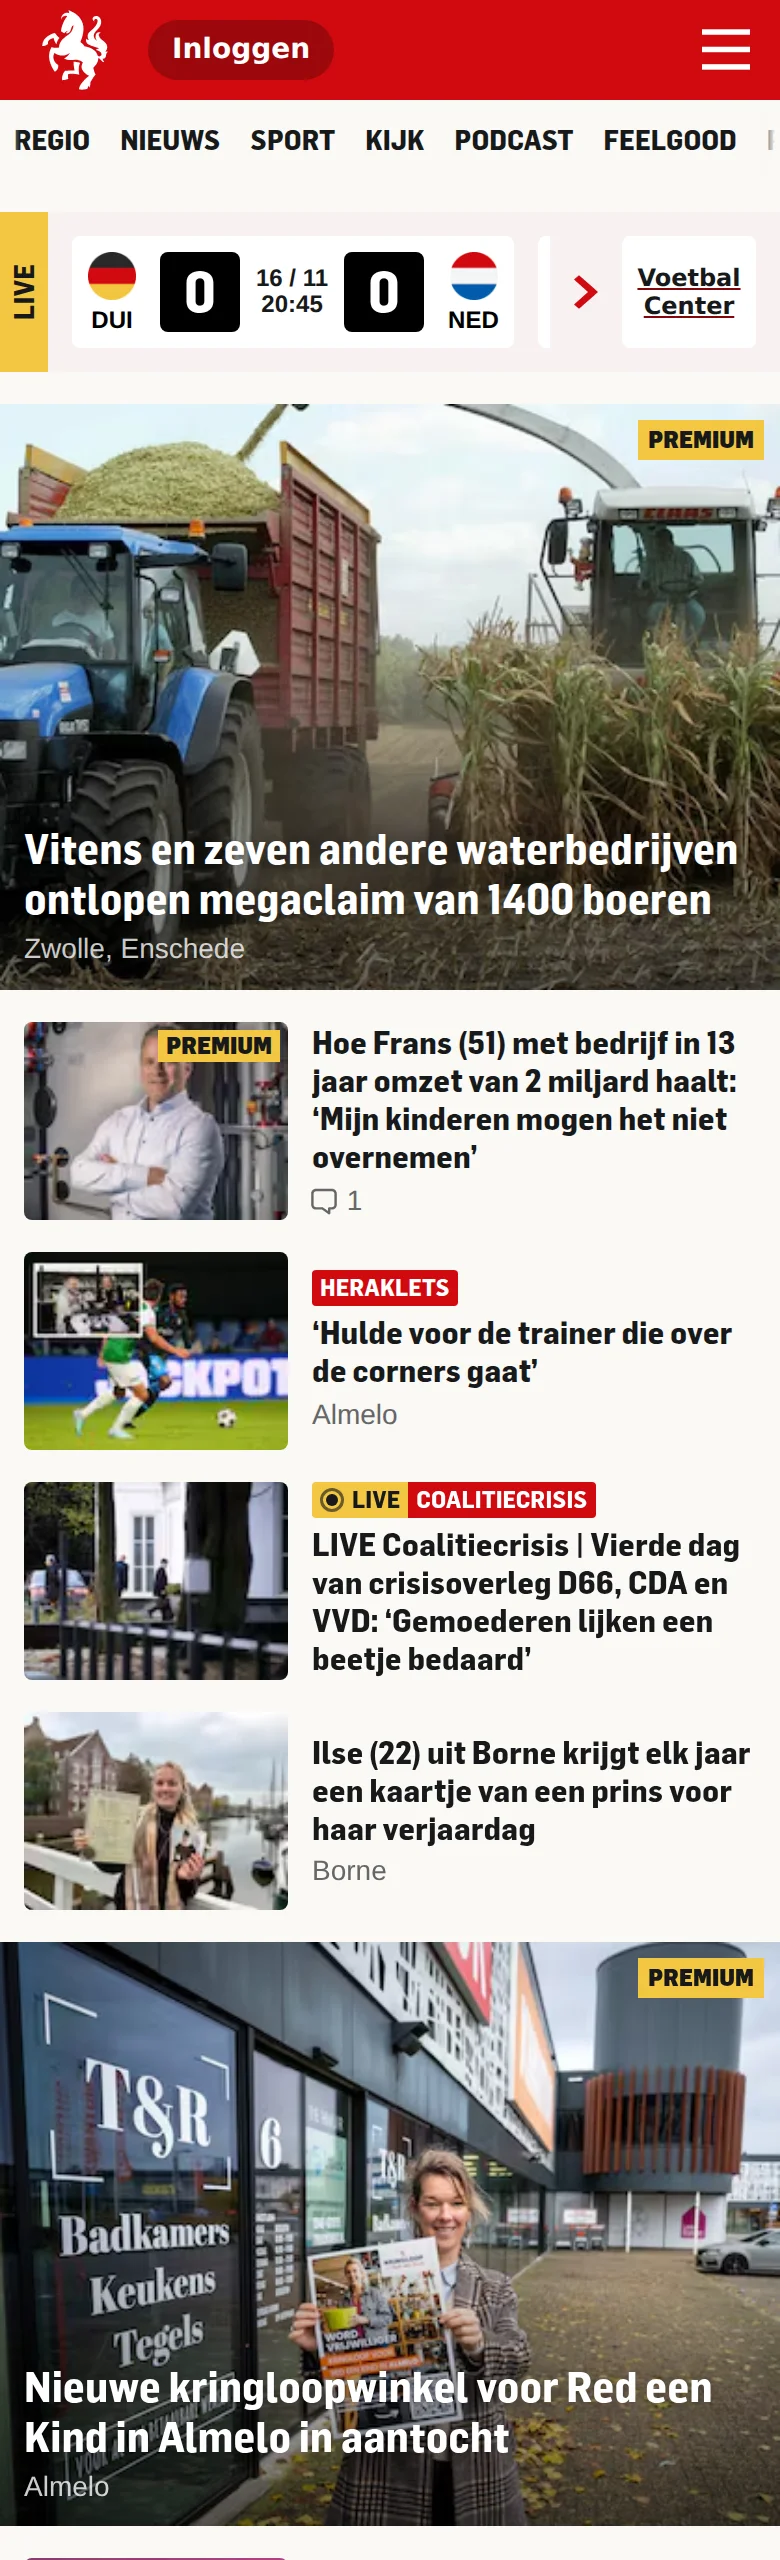 Inloggen
REGIO NIEUWS SPORT KIJK PODCAST FEELGOOD
LIVE
DUI 0 16 / 11 20:45 0 NED
Voetbal
Center
PREMIUM
Vitens en zeven andere waterbedrijven
ontlopen megaclaim van 1400 boeren
Zwolle, Enschede
PREMIUM
Hoe Frans (51) met bedrijf in 13
jaar omzet van 2 miljard haalt:
‘Mijn kinderen mogen het niet
overnemen’
1
HERAKLETS
‘Hulde voor de trainer die over
de corners gaat’
Almelo
LIVE COALITIECRISIS
LIVE Coalitiecrisis | Vierde dag
van crisisoverleg D66, CDA en
VVD: ‘Gemoederen lijken een
beetje bedaard’
Ilse (22) uit Borne krijgt elk jaar
een kaartje van een prins voor
haar verjaardag
Borne
PREMIUM
T&R
6
T&R
Badkamers
Keukens
Tegels
WORD
VRIJWILLIGER
Nieuwe kringloopwinkel voor Red een
Kind in Almelo in aantocht
Almelo